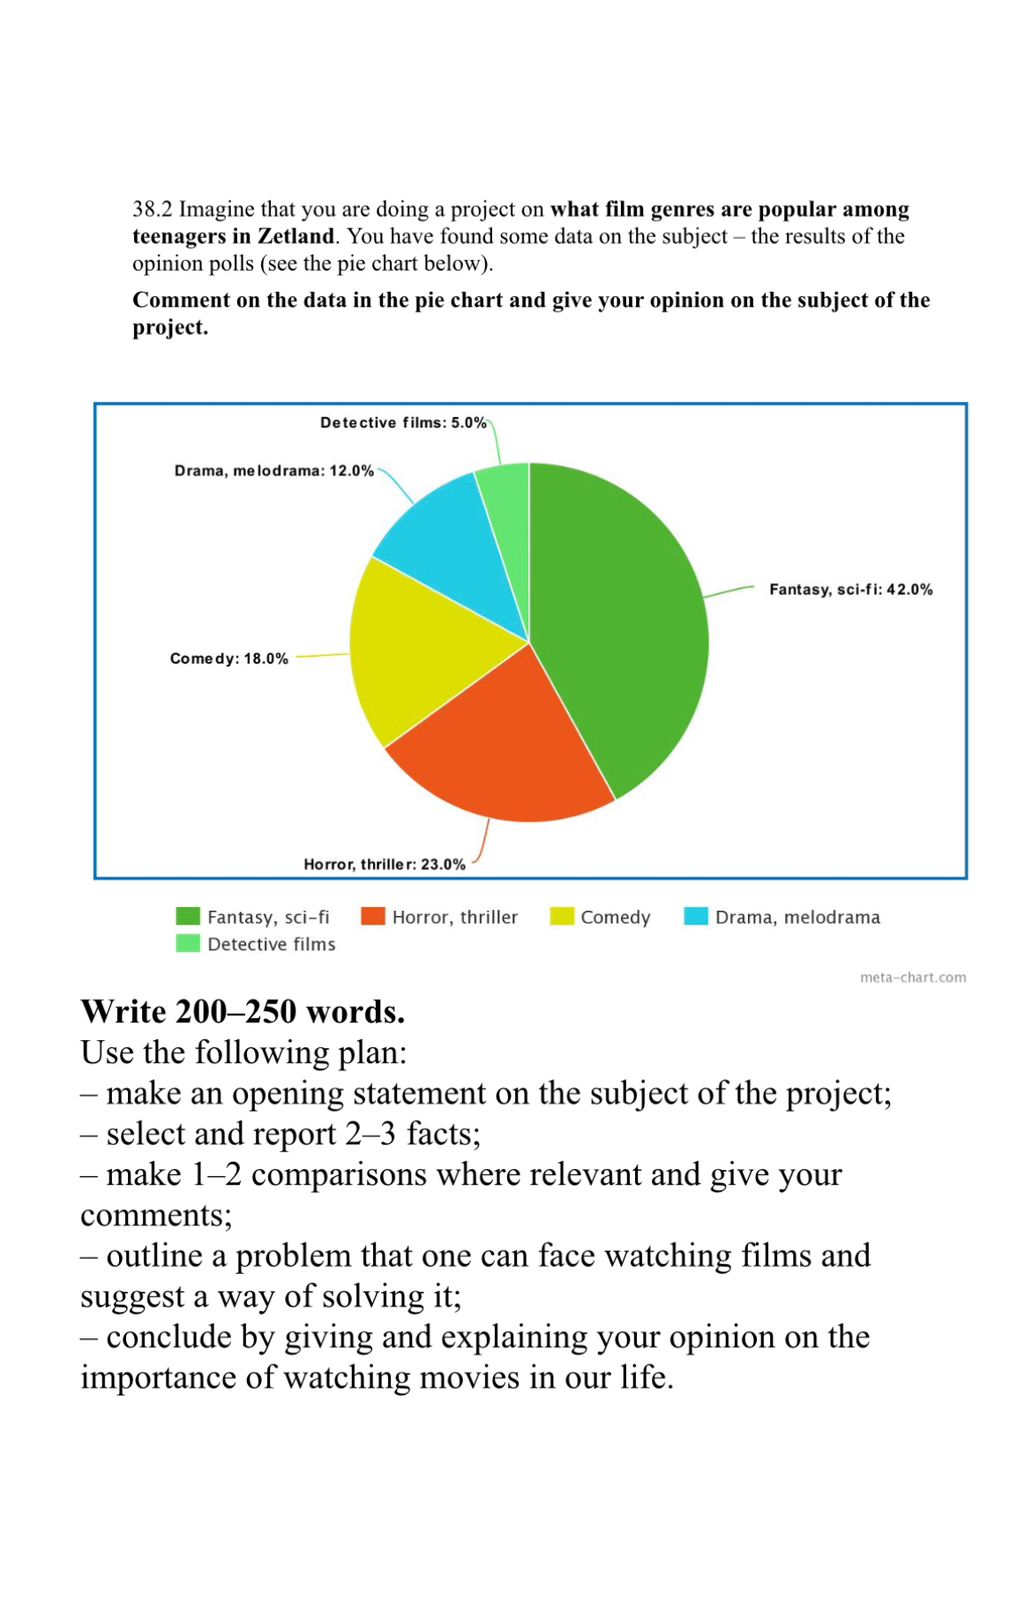 38.2 Imagine that you are doing a project on what film genres are popular among
teenagers in Zetland. You have found some data on the subject – the results of the
opinion polls (see the pie chart below).
Comment on the data in the pie chart and give your opinion on the subject of the
project.
Detective films: 5.0%
Drama, melodrama: 12.0%
Fantasy, sci-fi: 42.0%
Comedy: 18.0%
Horror, thriller: 23.0%
Fantasy, sci-fi Horror, thriller Comedy Drama, melodrama
Detective films
meta-chart.com
Write 200–250 words.
Use the following plan:
– make an opening statement on the subject of the project;
– select and report 2–3 facts;
– make 1–2 comparisons where relevant and give your
comments;
– outline a problem that one can face watching films and
suggest a way of solving it;
– conclude by giving and explaining your opinion on the
importance of watching movies in our life.